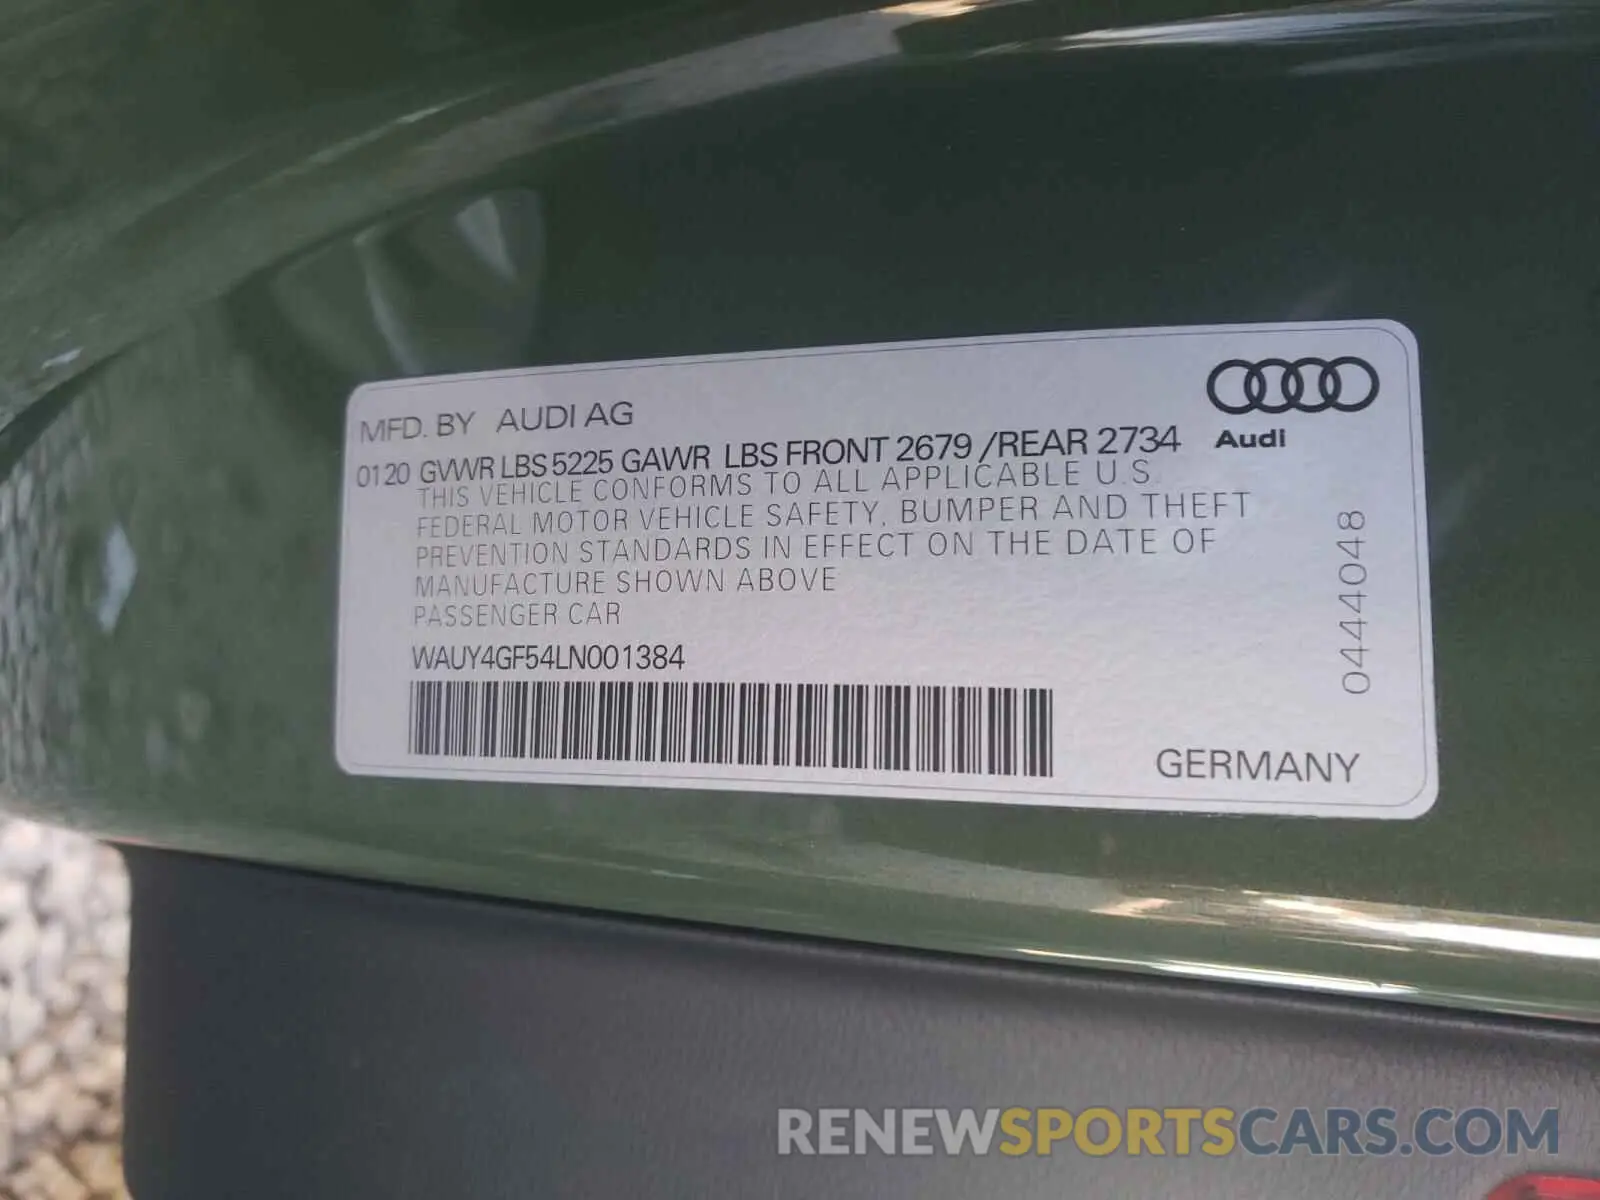 MFD. BY AUDI AG
0120 GVWR LBS 5225 GAWR LBS FRONT 2679 /REAR 2734
THIS VEHICLE CONFORMS TO ALL APPLICABLE U.S.
FEDERAL MOTOR VEHICLE SAFETY, BUMPER AND THEFT
PREVENTION STANDARDS IN EFFECT ON THE DATE OF
MANUFACTURE SHOWN ABOVE
PASSENGER CAR
WAUY4GF54LN001384
Audi
04444048
GERMANY
RENEWSPORTSCARS.COM